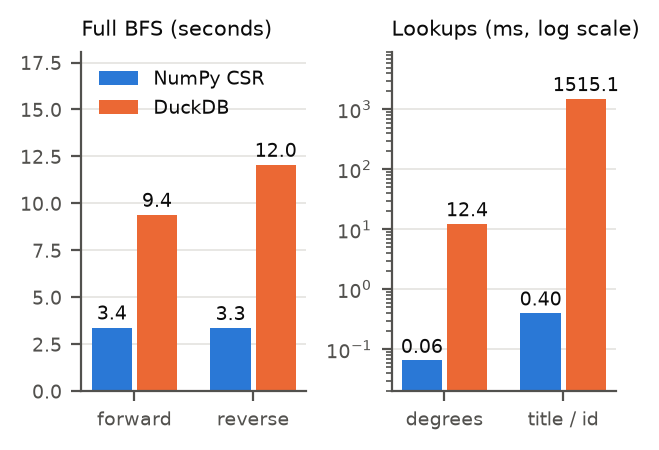 Full BFS (seconds)
NumPy CSR
DuckDB
17.5
15.0
12.5
10.0
7.5
5.0
2.5
0.0
3.4
9.4
3.3
12.0
forward
reverse
Lookups (ms, log scale)
10³
10²
10¹
10⁰
10⁻¹
0.06
12.4
0.40
1515.1
degrees
title / id